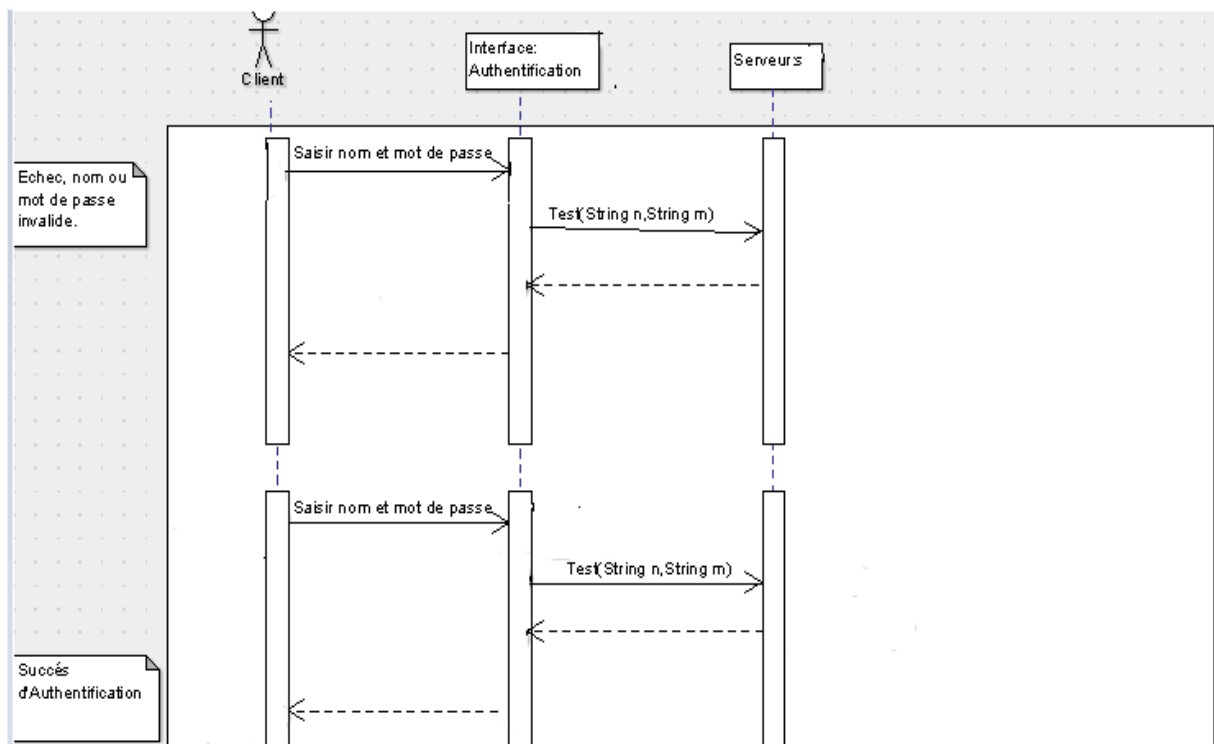 Client
Interface:
Authentification
Serveurs
Saisir nom et mot de passe
Echec, nom ou
mot de passe
invalide.
Test(String n,String m)
Saisir nom et mot de passe
Test(String n,String m)
Succés
d'Authentification